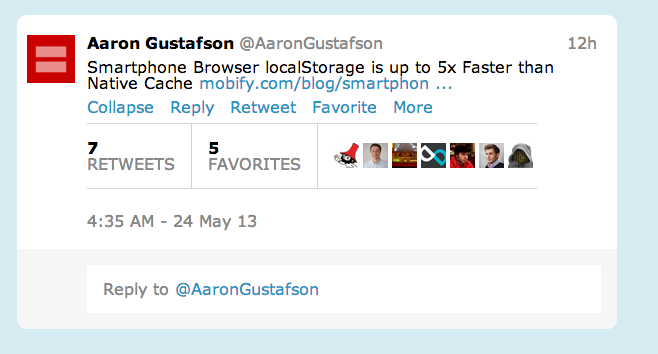 Aaron Gustafson @AaronGustafson 12h
Smartphone Browser localStorage is up to 5x Faster than
Native Cache mobify.com/blog/smartphon ...
Collapse Reply Retweet Favorite More
7 5
RETWEETS FAVORITES
4:35 AM - 24 May 13
Reply to @AaronGustafson